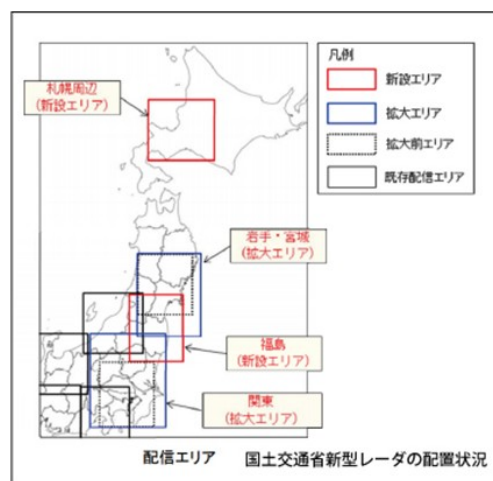 凡例
新設エリア
拡大エリア
拡大前エリア
既存配信エリア
札幌周辺
(新設エリア)
岩手・宮城
(拡大エリア)
福島
(新設エリア)
関東
(拡大エリア)
配信エリア
国土交通省新型レーダの配置状況